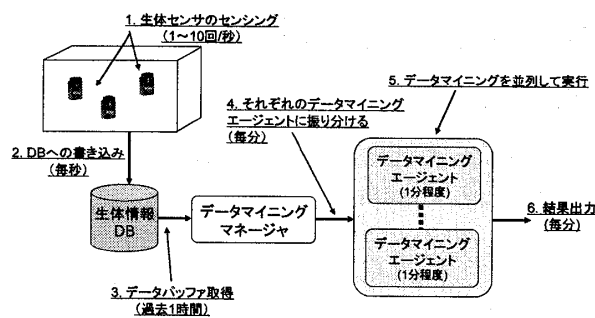 1. 生体センサのセンシング
(1～10回/秒)
2. DBへの書き込み
(毎秒)
生体情報
DB
3. データバッファ取得
(過去1時間)
データマイニング
マネージャ
4. それぞれのデータマイニング
エージェントに振り分ける
(毎分)
5. データマイニングを並列して実行
データマイニング
エージェント
(1分程度)
データマイニング
エージェント
(1分程度)
6. 結果出力
(毎分)